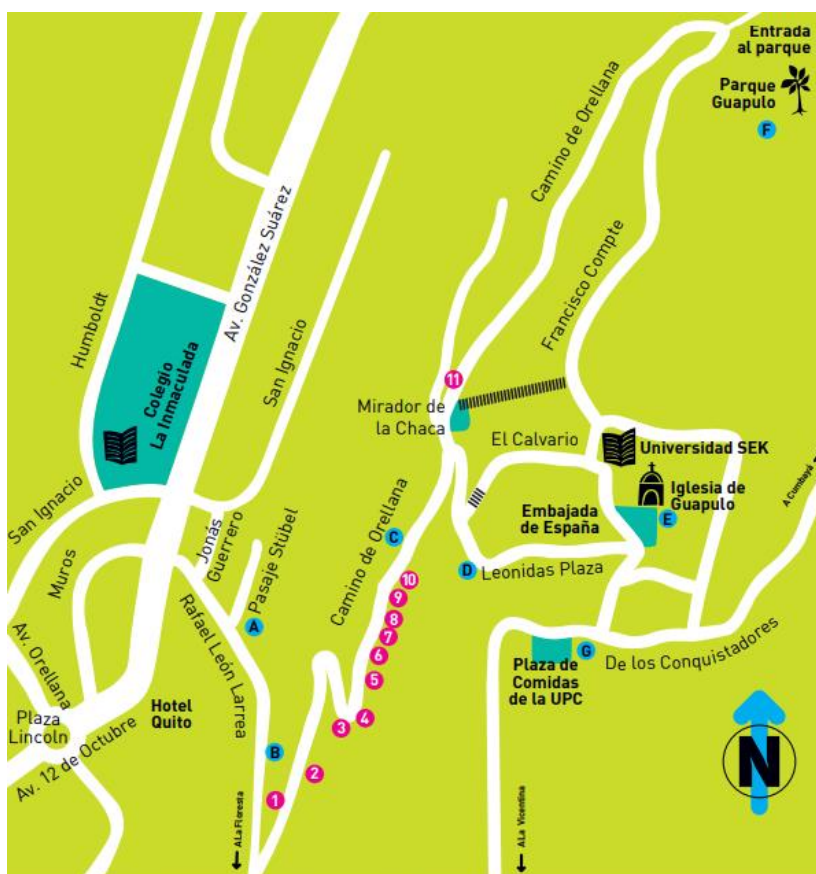 Entrada
al parque
Parque
Guapulo
F
Camino de Orellana
Av. González Suárez
Humboldt
Francisco Compte
San Ignacio
Colegio
La Inmaculada
11
Mirador de
la Chaca
El Calvario
Universidad SEK
Iglesia de
Guapulo
A Cumbayá
San Ignacio
Embajada
de España
E
Jonás
Guerrero
C
Camino de Orellana
Muros
Pasaje Stübel
D
Leonidas Plaza
10
9
8
7
6
5
4
3
2
1
A
Rafael León Larrea
Av. Orellana
G
De los Conquistadores
Plaza de
Comidas
de la UPC
Hotel
Quito
Plaza
Lincoln
Av. 12 de Octubre
B
N
A La Floresta
A La Vicentina